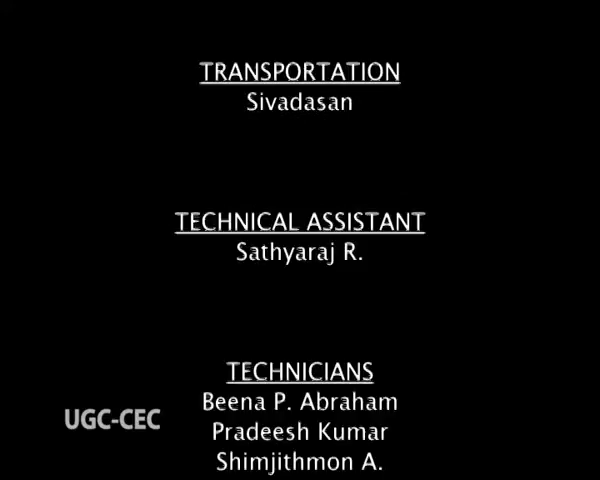 TRANSPORTATION
Sivadasan
TECHNICAL ASSISTANT
Sathyaraj R.
TECHNICIANS
Beena P. Abraham
Pradeesh Kumar
Shimjithmon A.
UGC-CEC